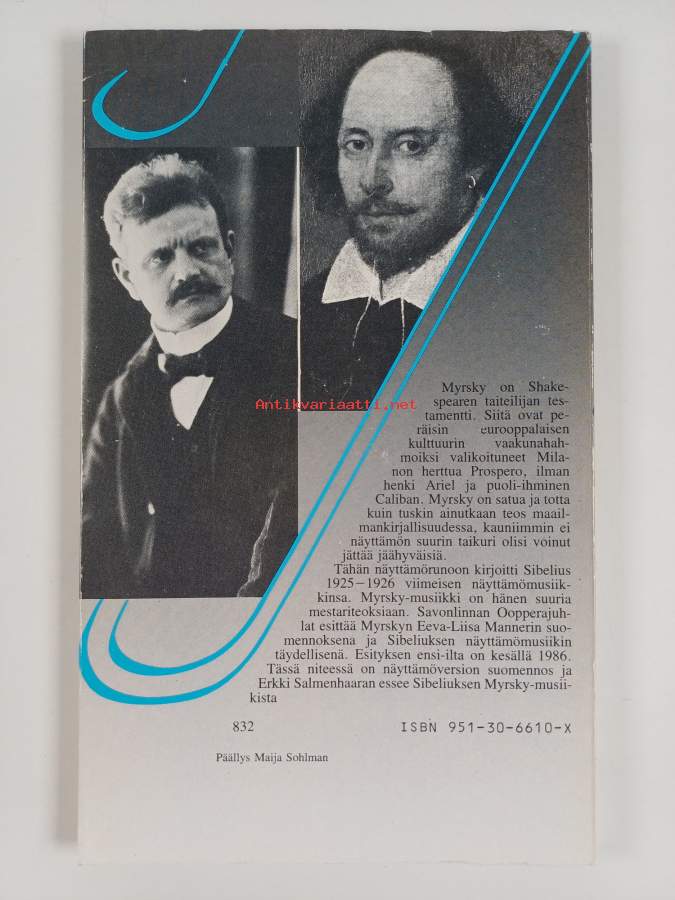 Myrsky on Shake-
spearen taiteilijan tes-
tamentti. Siitä ovat pe-
räisin eurooppalaisen
kulttuurin vaakunahah-
moiksi valikoituneet Mila-
non herttua Prospero, ilman
henki Ariel ja puoli-ihminen
Caliban. Myrsky on satua ja totta
kuin tuskin ainutkaan teos maail-
mankirjallisuudessa, kauniimmin ei
näyttämön suurin taikuri olisi voinut
jättää jäähyväisiä.
Tähän näyttämörunoon kirjoitti Sibelius
1925–1926 viimeisen näyttämömusiik-
kinsa. Myrsky-musiikki on hänen suuria
mestariteoksiaan. Savonlinnan Oopperajuh-
lat esittää Myrskyn Eeva-Liisa Mannerin suo-
mennoksena ja Sibeliuksen näyttämömusiikin
täydellisenä. Esityksen ensi-ilta on kesällä 1986.
Tässä niteessä on näyttämöversion suomennos ja
Erkki Salmenhaaran essee Sibeliuksen Myrsky-musii-
kista
832
ISBN 951-30-6610-X
Päällys Maija Sohlman
Antikvariaatti.net